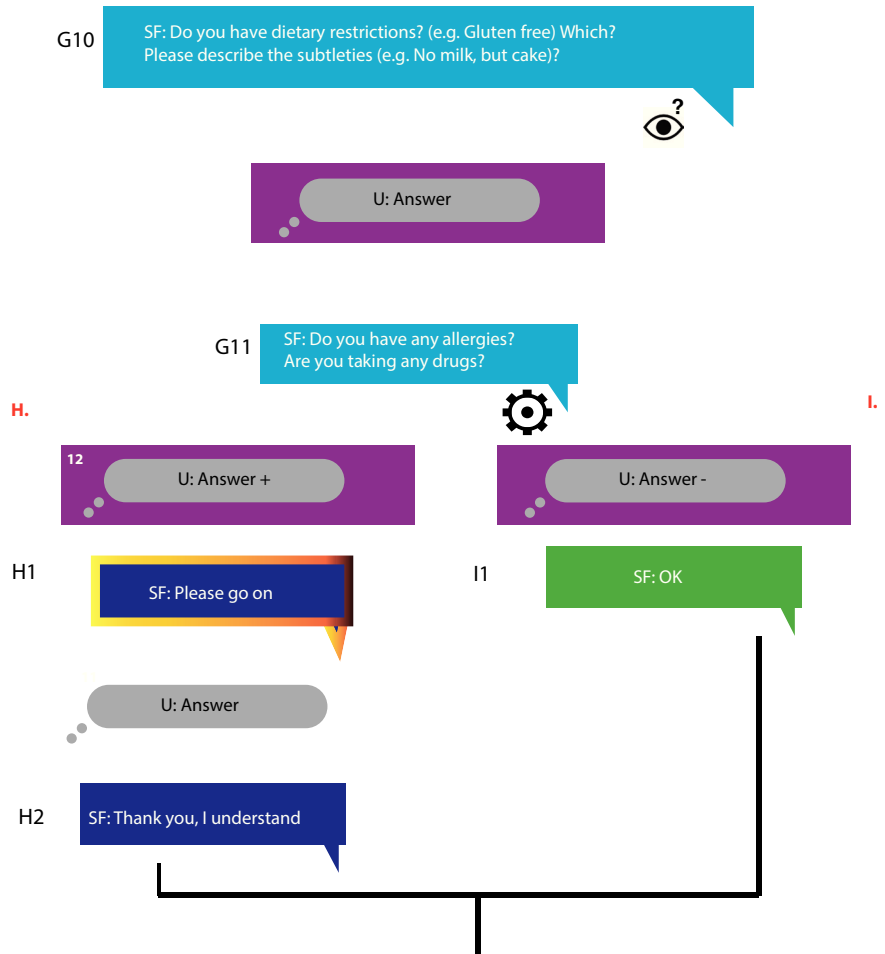 G10
SF: Do you have dietary restrictions? (e.g. Gluten free) Which?
Please describe the subtleties (e.g. No milk, but cake)?
?
U: Answer
G11
SF: Do you have any allergies?
Are you taking any drugs?
H.
I.
12
U: Answer +
U: Answer -
H1
SF: Please go on
I1
SF: OK
U: Answer
H2
SF: Thank you, I understand